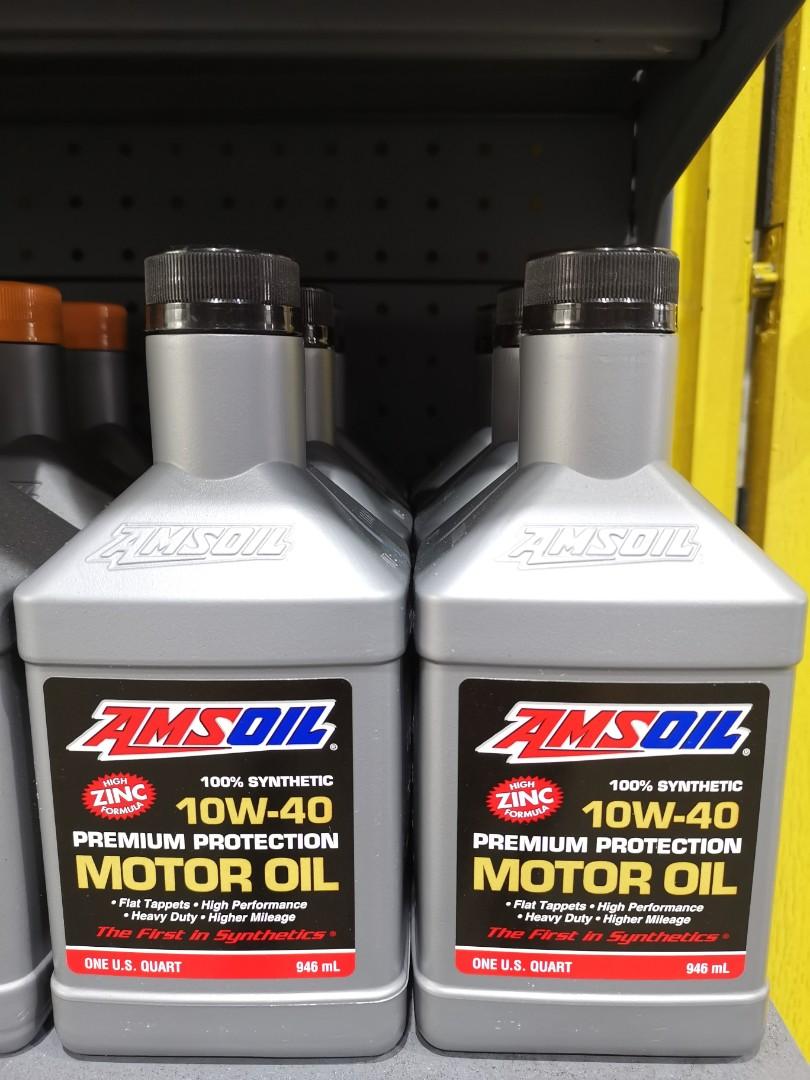 AMSOIL
AMSOIL®
HIGH
ZINC
FORMULA
100% SYNTHETIC
10W-40
PREMIUM PROTECTION
MOTOR OIL
• Flat Tappets • High Performance
• Heavy Duty • Higher Mileage
The First in Synthetics®
ONE U.S. QUART 946 mL
AMSOIL
AMSOIL®
HIGH
ZINC
FORMULA
100% SYNTHETIC
10W-40
PREMIUM PROTECTION
MOTOR OIL
• Flat Tappets • High Performance
• Heavy Duty • Higher Mileage
The First in Synthetics®
ONE U.S. QUART 946 mL